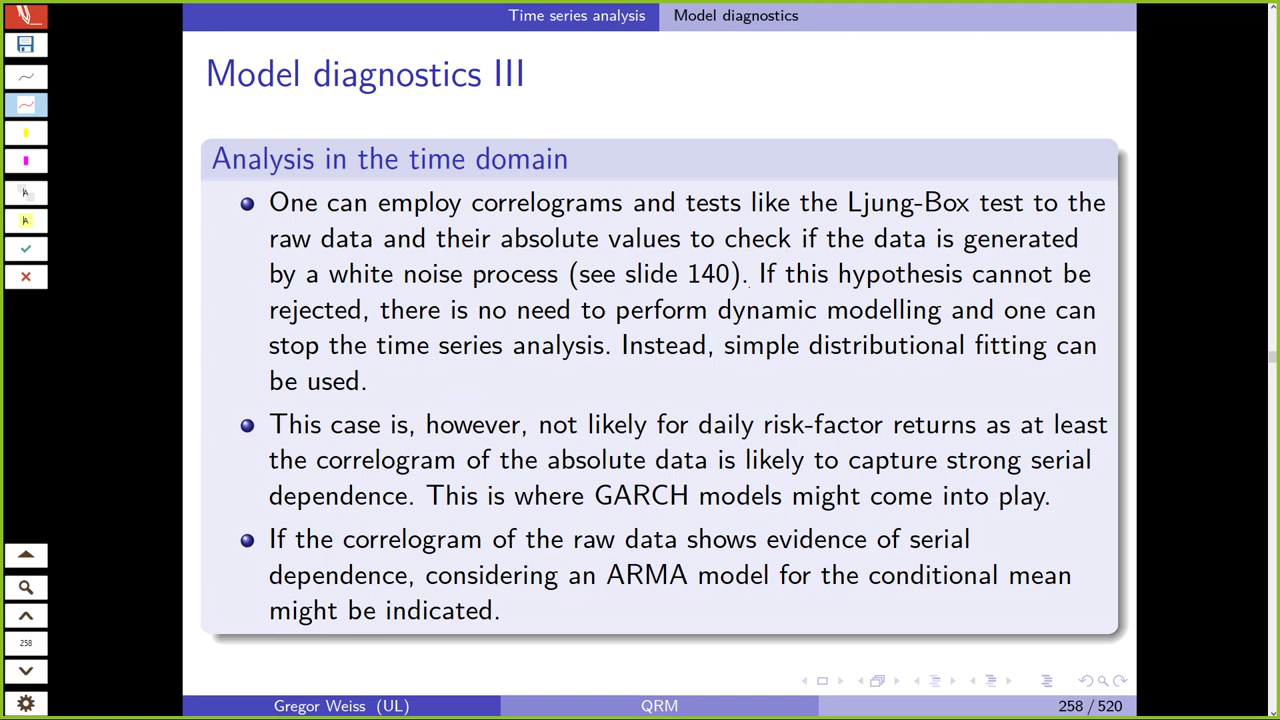 Time series analysis Model diagnostics
Model diagnostics III
Analysis in the time domain
One can employ correlograms and tests like the Ljung-Box test to the
raw data and their absolute values to check if the data is generated
by a white noise process (see slide 140). If this hypothesis cannot be
rejected, there is no need to perform dynamic modelling and one can
stop the time series analysis. Instead, simple distributional fitting can
be used.
This case is, however, not likely for daily risk-factor returns as at least
the correlogram of the absolute data is likely to capture strong serial
dependence. This is where GARCH models might come into play.
If the correlogram of the raw data shows evidence of serial
dependence, considering an ARMA model for the conditional mean
might be indicated.
258
Gregor Weiss (UL) QRM 258 / 520